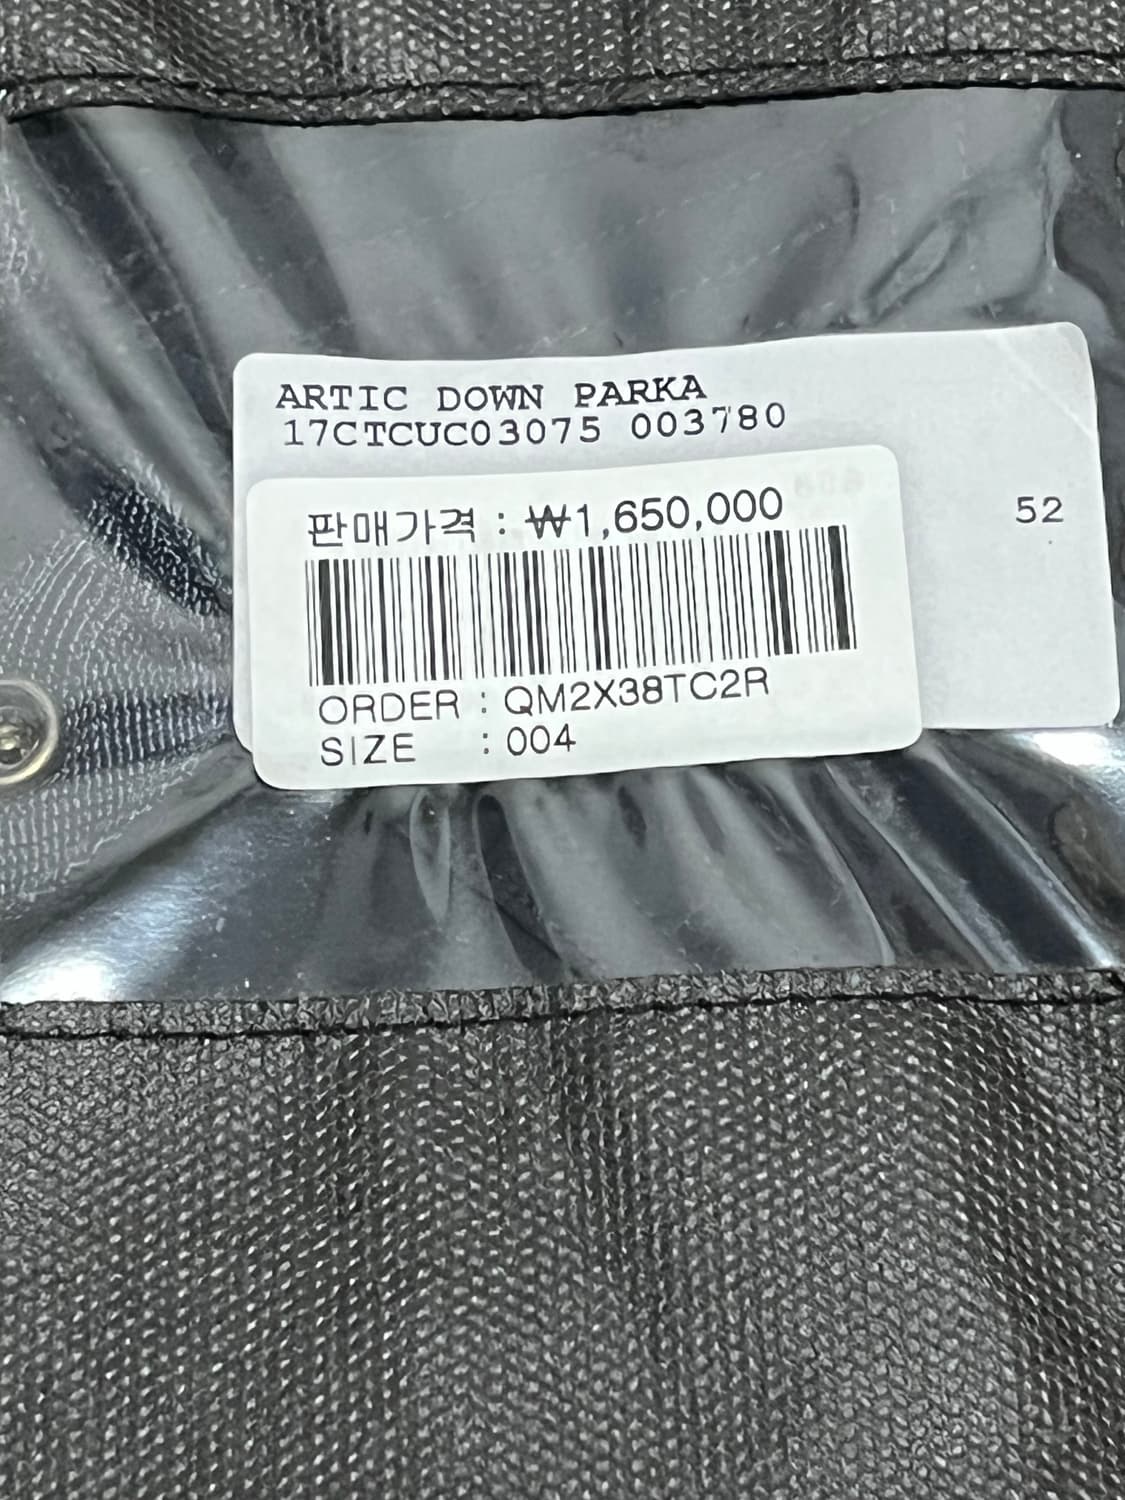 ARTIC DOWN PARKA
17CTCUC03075 003780
52
판매가격 : ₩1,650,000
ORDER : QM2X38TC2R
SIZE : 004